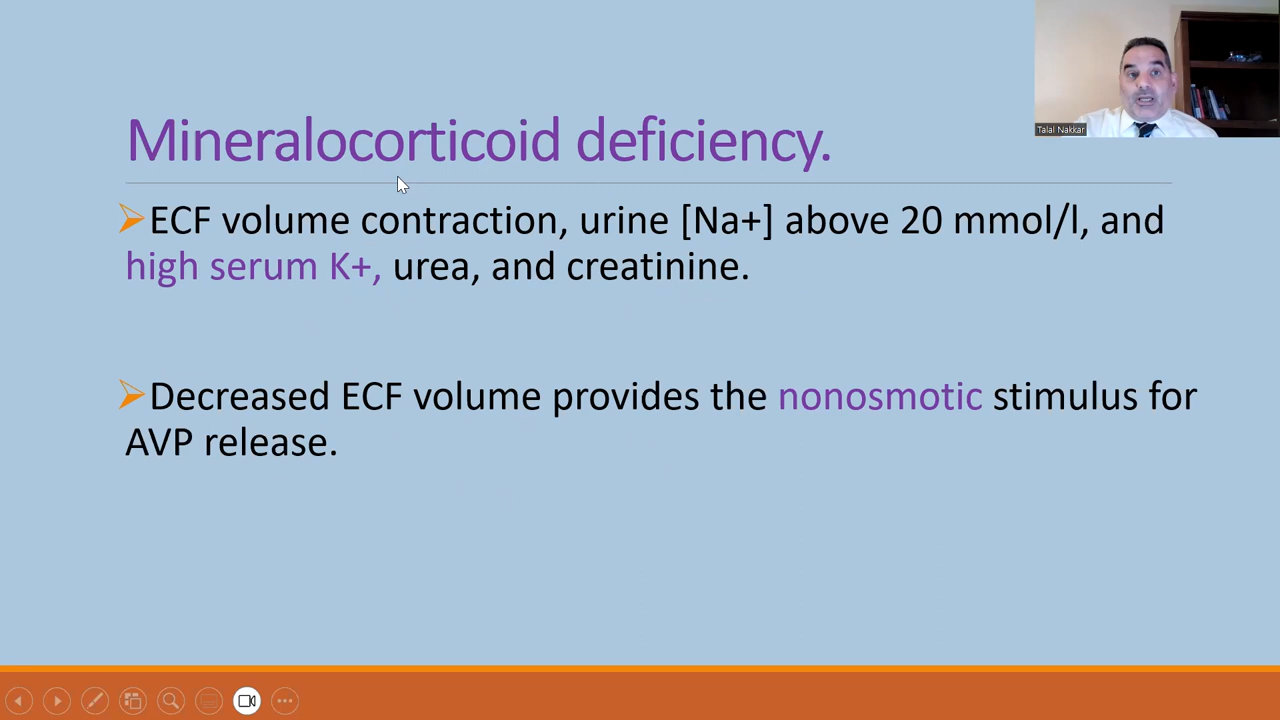 Talal Nakkar
Mineralocorticoid deficiency.
ECF volume contraction, urine [Na+] above 20 mmol/l, and
high serum K+, urea, and creatinine.
Decreased ECF volume provides the nonosmotic stimulus for
AVP release.